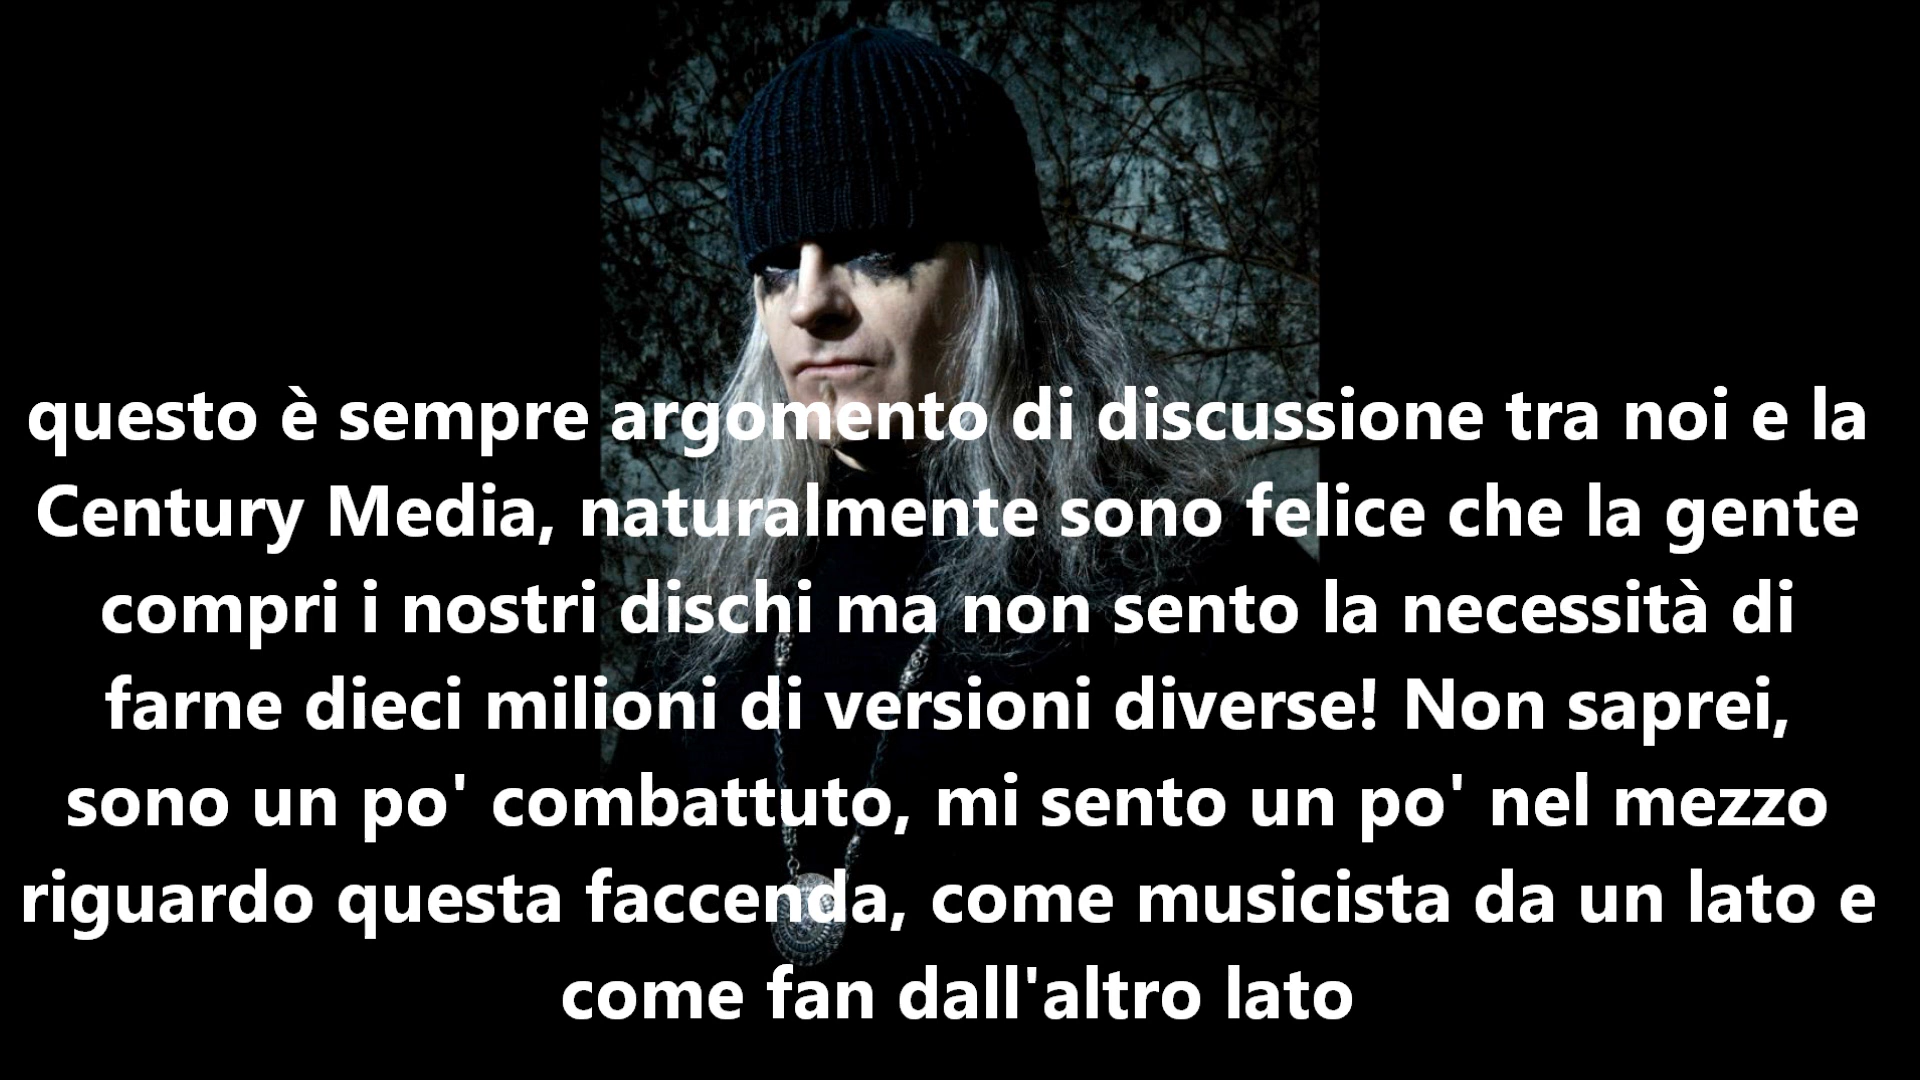 questo è sempre argomento di discussione tra noi e la
Century Media, naturalmente sono felice che la gente
compri i nostri dischi ma non sento la necessità di
farne dieci milioni di versioni diverse! Non saprei,
sono un po' combattuto, mi sento un po' nel mezzo
riguardo questa faccenda, come musicista da un lato e
come fan dall'altro lato